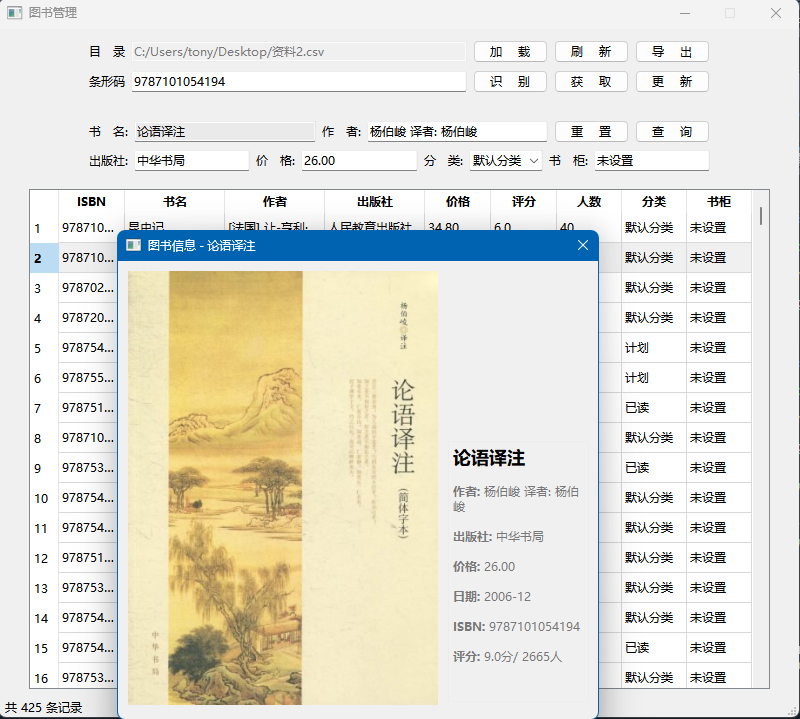 图书管理
目 录 C:/Users/tony/Desktop/资料2.csv 加 载 刷 新 导 出
条形码 9787101054194 识 别 获 取 更 新
书 名: 论语译注 作 者: 杨伯峻 译者: 杨伯峻 重 置 查 询
出版社: 中华书局 价 格: 26.00 分 类: 默认分类 书 柜: 未设置
ISBN 书名 作者 出版社 价格 评分 人数 分类 书柜
1 978710... 昆虫记 [法国] 让-亨利· 人民教育出版社 34.80 6.0 40 默认分类 未设置
2 978710... 默认分类 未设置
3 978702... 默认分类 未设置
4 978720... 默认分类 未设置
5 978754... 计划 未设置
6 978755... 计划 未设置
7 978751... 已读 未设置
8 978710... 默认分类 未设置
9 978753... 已读 未设置
10 978754... 默认分类 未设置
11 978754... 默认分类 未设置
12 978751... 默认分类 未设置
13 978753... 默认分类 未设置
14 978754... 默认分类 未设置
15 978754... 已读 未设置
16 978753... 默认分类 未设置
图书信息 - 论语译注
杨伯峻 译注
论语译注
(简体字本)
中华书局
论语译注
作者: 杨伯峻 译者: 杨伯
峻
出版社: 中华书局
价格: 26.00
日期: 2006-12
ISBN: 9787101054194
评分: 9.0分/ 2665人
共 425 条记录